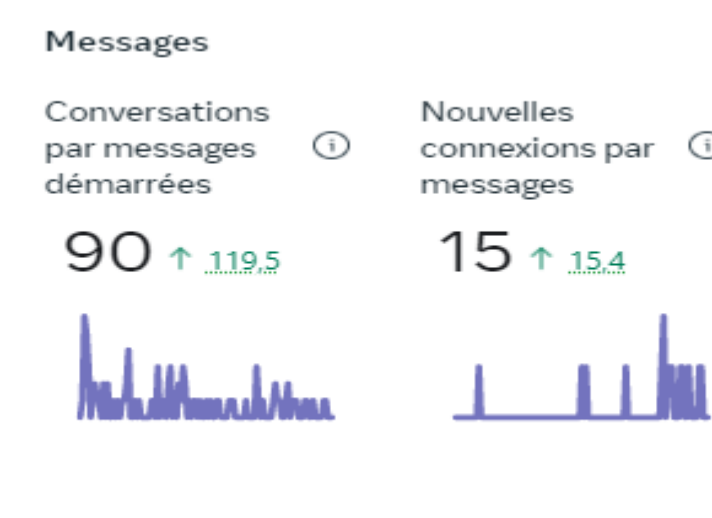 Messages
Conversations
par messages
démarrées
90 ↑ 119,5
Nouvelles
connexions par
messages
15 ↑ 15,4